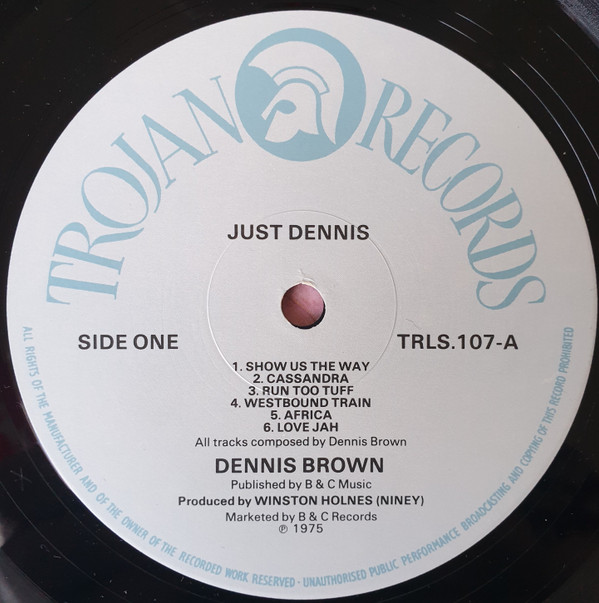 TROJAN RECORDS
JUST DENNIS
SIDE ONE
TRLS.107-A
1. SHOW US THE WAY
2. CASSANDRA
3. RUN TOO TUFF
4. WESTBOUND TRAIN
5. AFRICA
6. LOVE JAH
All tracks composed by Dennis Brown
DENNIS BROWN
Published by B & C Music
Produced by WINSTON HOLNES (NINEY)
Marketed by B & C Records
℗ 1975
ALL RIGHTS OF THE MANUFACTURER AND OF THE OWNER OF THE RECORDED WORK RESERVED · UNAUTHORISED PUBLIC PERFORMANCE BROADCASTING AND COPYING OF THIS RECORD PROHIBITED